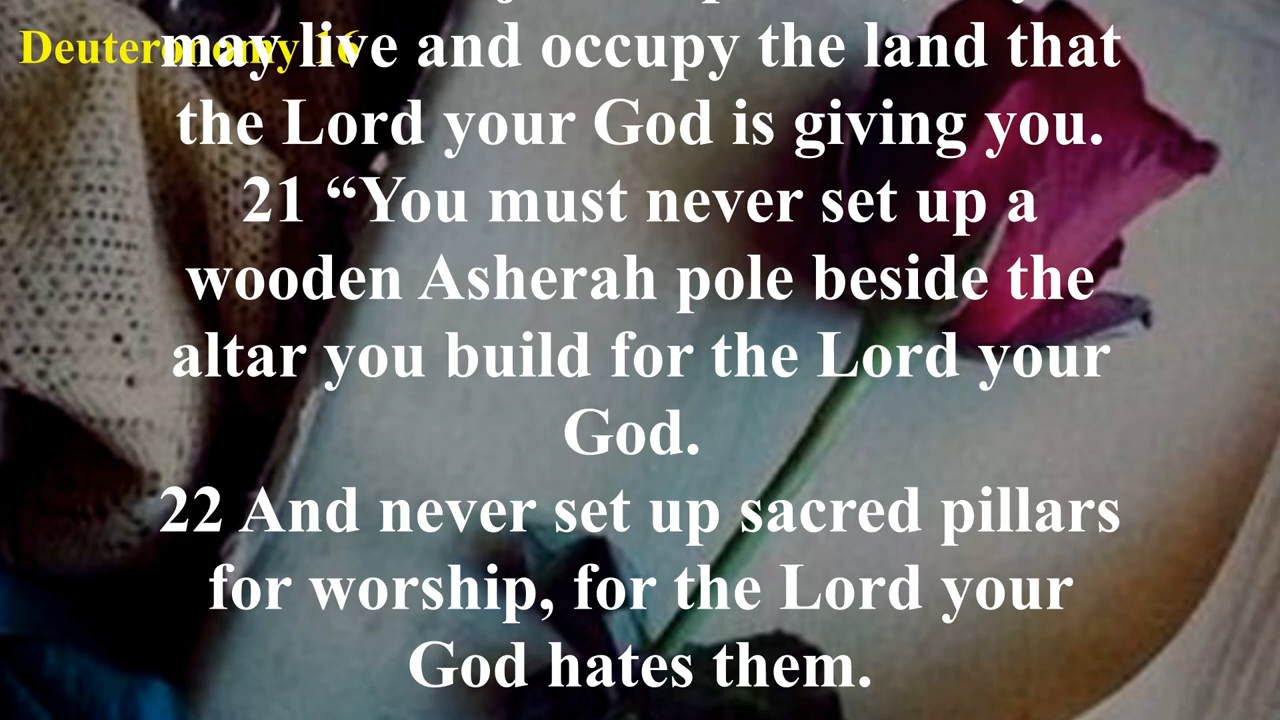 Deuteronomy 16
may live and occupy the land that
the Lord your God is giving you.
21 “You must never set up a
wooden Asherah pole beside the
altar you build for the Lord your
God.
22 And never set up sacred pillars
for worship, for the Lord your
God hates them.